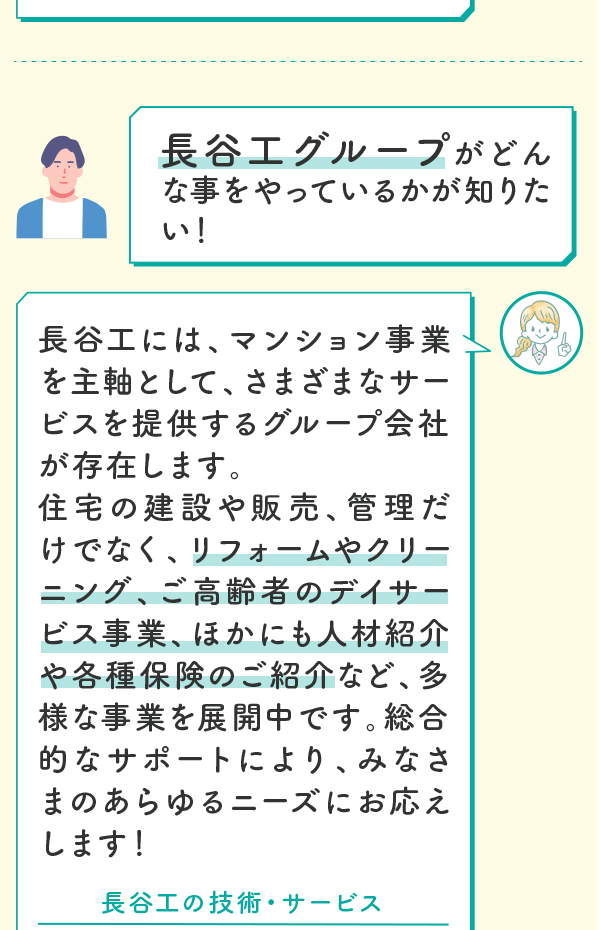 長谷工グループがどん
な事をやっているかが知りた
い！
長谷工には、マンション事業
を主軸として、さまざまなサー
ビスを提供するグループ会社
が存在します。
住宅の建設や販売、管理だ
けでなく、リフォームやクリー
ニング、ご高齢者のデイサー
ビス事業、ほかにも人材紹介
や各種保険のご紹介など、多
様な事業を展開中です。総合
的なサポートにより、みなさ
まのあらゆるニーズにお応え
します！
長谷工の技術・サービス